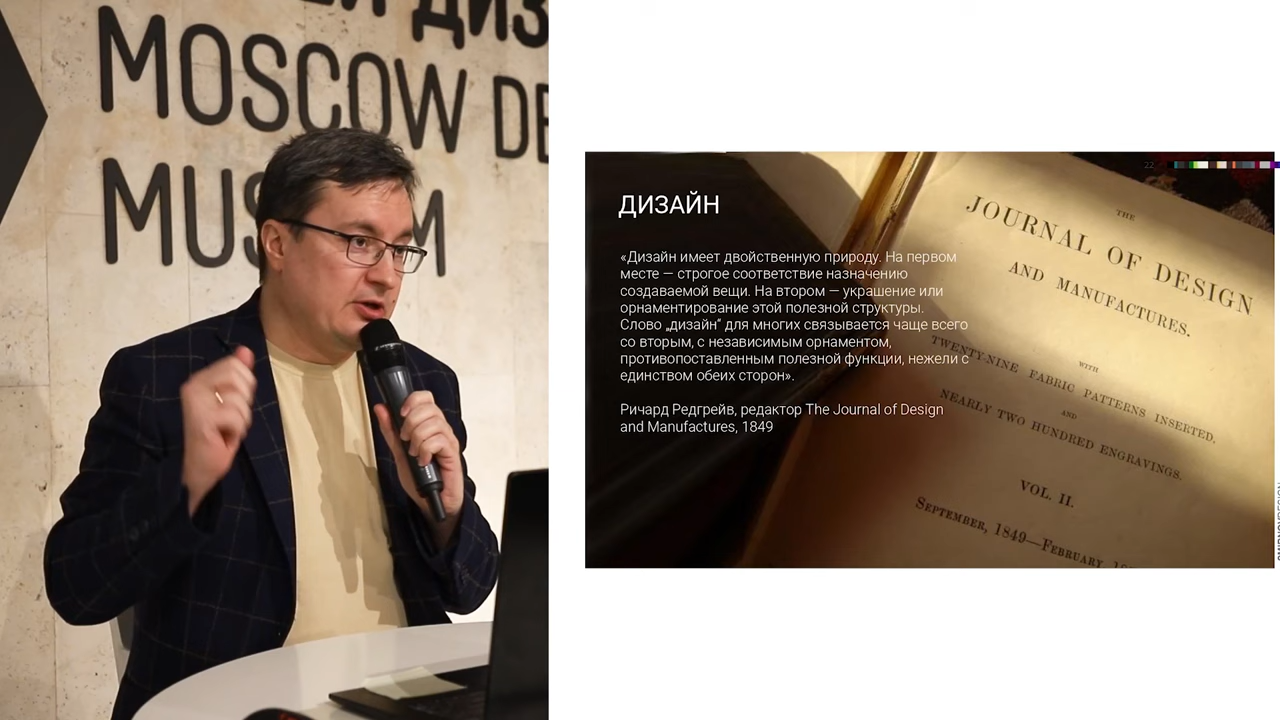 ДИЗ
MOSCOW DE
MUS M
22
ДИЗАЙН
«Дизайн имеет двойственную природу. На первом
месте — строгое соответствие назначению
создаваемой вещи. На втором — украшение или
орнаментирование этой полезной структуры.
Слово „дизайн“ для многих связывается чаще всего
со вторым, с независимым орнаментом,
противопоставленным полезной функции, нежели с
единством обеих сторон».
Ричард Редгрейв, редактор The Journal of Design
and Manufactures, 1849
THE
JOURNAL OF DESIGN
AND MANUFACTURES.
WITH
TWENTY-NINE FABRIC PATTERNS INSERTED,
AND
NEARLY TWO HUNDRED ENGRAVINGS.
VOL. II.
SEPTEMBER, 1849—FEBRUARY,